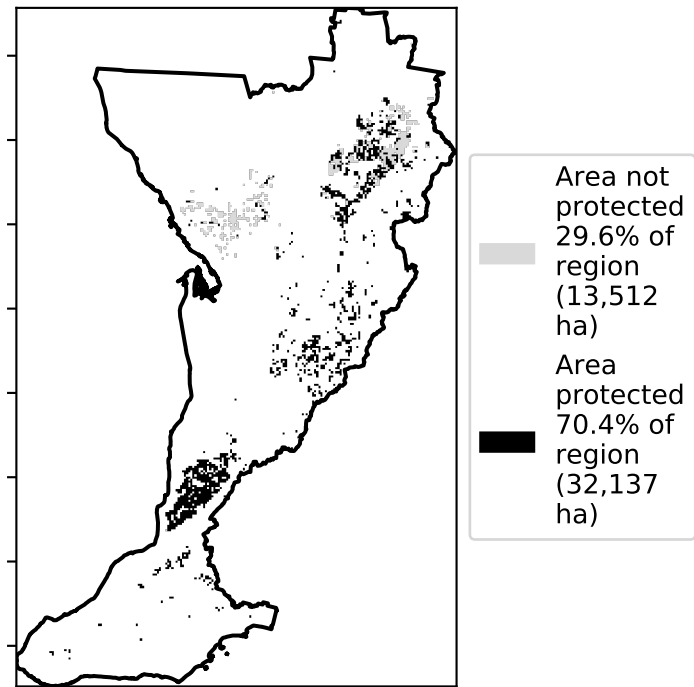 Area not
protected
29.6% of
region
(13,512
ha)
Area
protected
70.4% of
region
(32,137
ha)